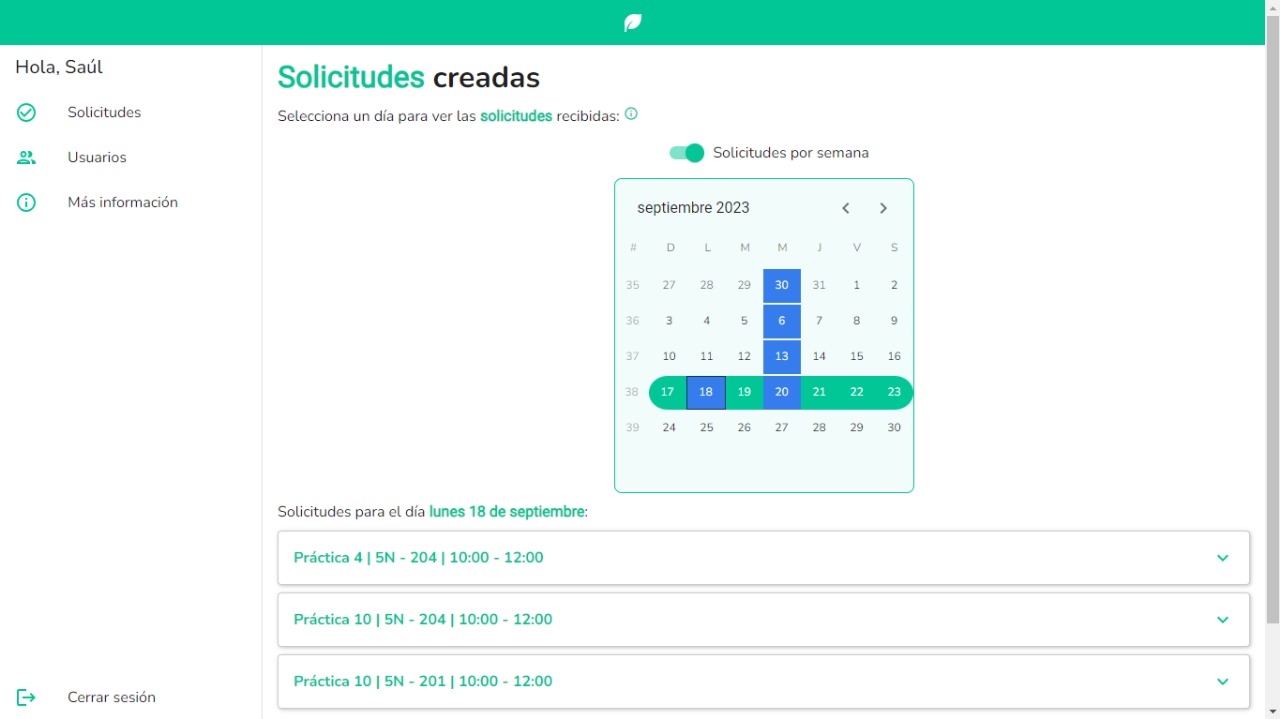 Hola, Saúl
Solicitudes
Usuarios
Más información
Cerrar sesión
Solicitudes creadas
Selecciona un día para ver las solicitudes recibidas:
Solicitudes por semana
septiembre 2023
# D L M M J V S
35 27 28 29 30 31 1 2
36 3 4 5 6 7 8 9
37 10 11 12 13 14 15 16
38 17 18 19 20 21 22 23
39 24 25 26 27 28 29 30
Solicitudes para el día lunes 18 de septiembre:
Práctica 4 | 5N - 204 | 10:00 - 12:00
Práctica 10 | 5N - 204 | 10:00 - 12:00
Práctica 10 | 5N - 201 | 10:00 - 12:00